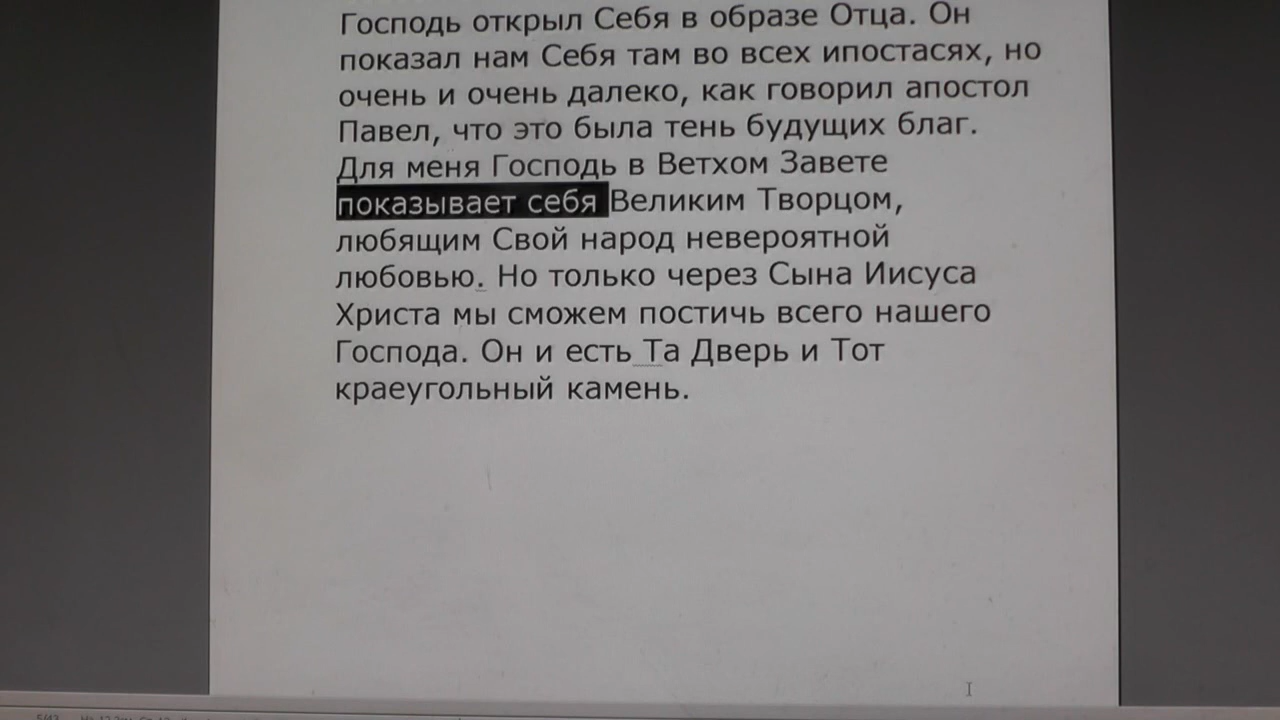 Господь открыл Себя в образе Отца. Он
показал нам Себя там во всех ипостасях, но
очень и очень далеко, как говорил апостол
Павел, что это была тень будущих благ.
Для меня Господь в Ветхом Завете
показывает себя Великим Творцом,
любящим Свой народ невероятной
любовью. Но только через Сына Иисуса
Христа мы сможем постичь всего нашего
Господа. Он и есть Та Дверь и Тот
краеугольный камень.